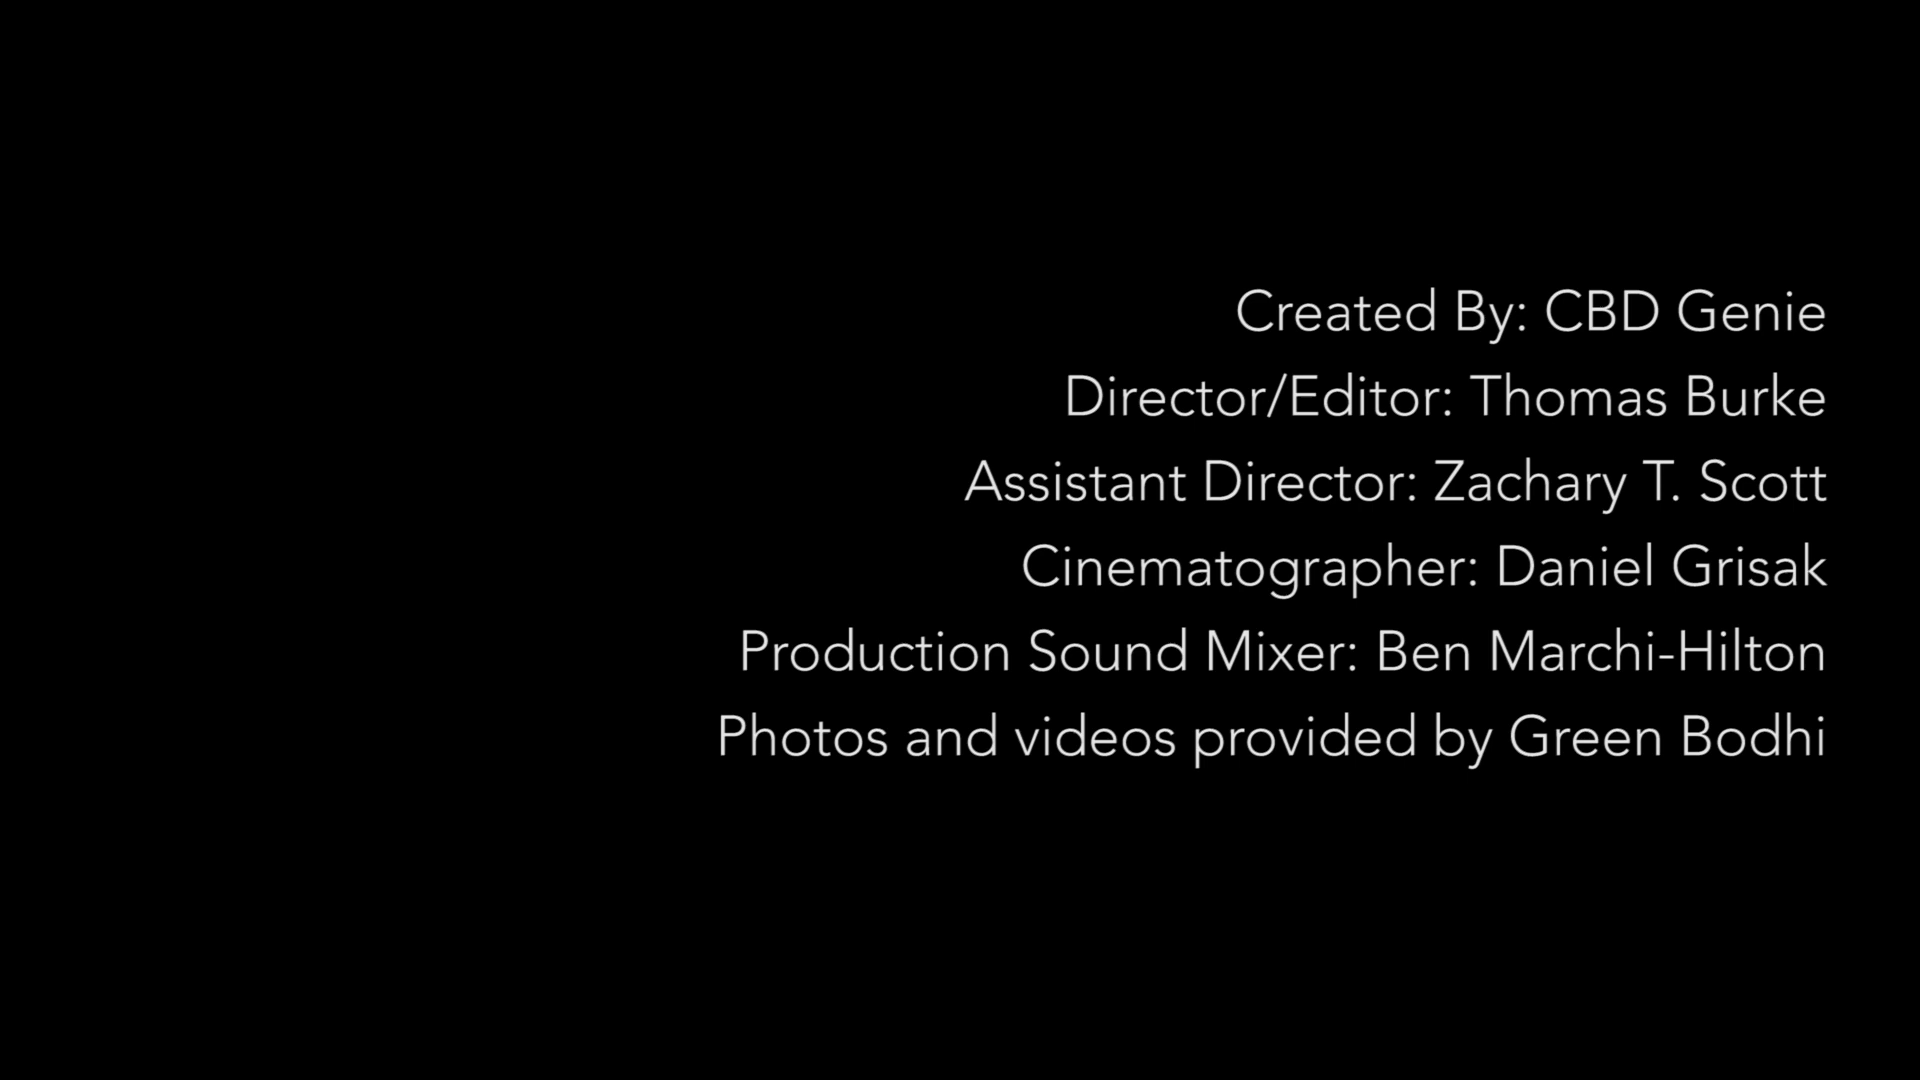 Created By: CBD Genie
Director/Editor: Thomas Burke
Assistant Director: Zachary T. Scott
Cinematographer: Daniel Grisak
Production Sound Mixer: Ben Marchi-Hilton
Photos and videos provided by Green Bodhi